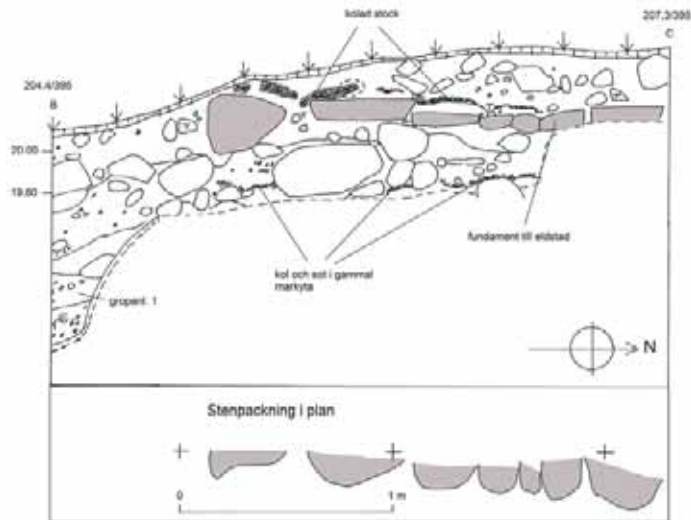 kolad stock
207,3/398
C
204.4/395
B
20.00
19.60
fundament till eldstad
kol och sot i gammal
markyta
gropanl. 1
N
Stenpackning i plan
0
1 m